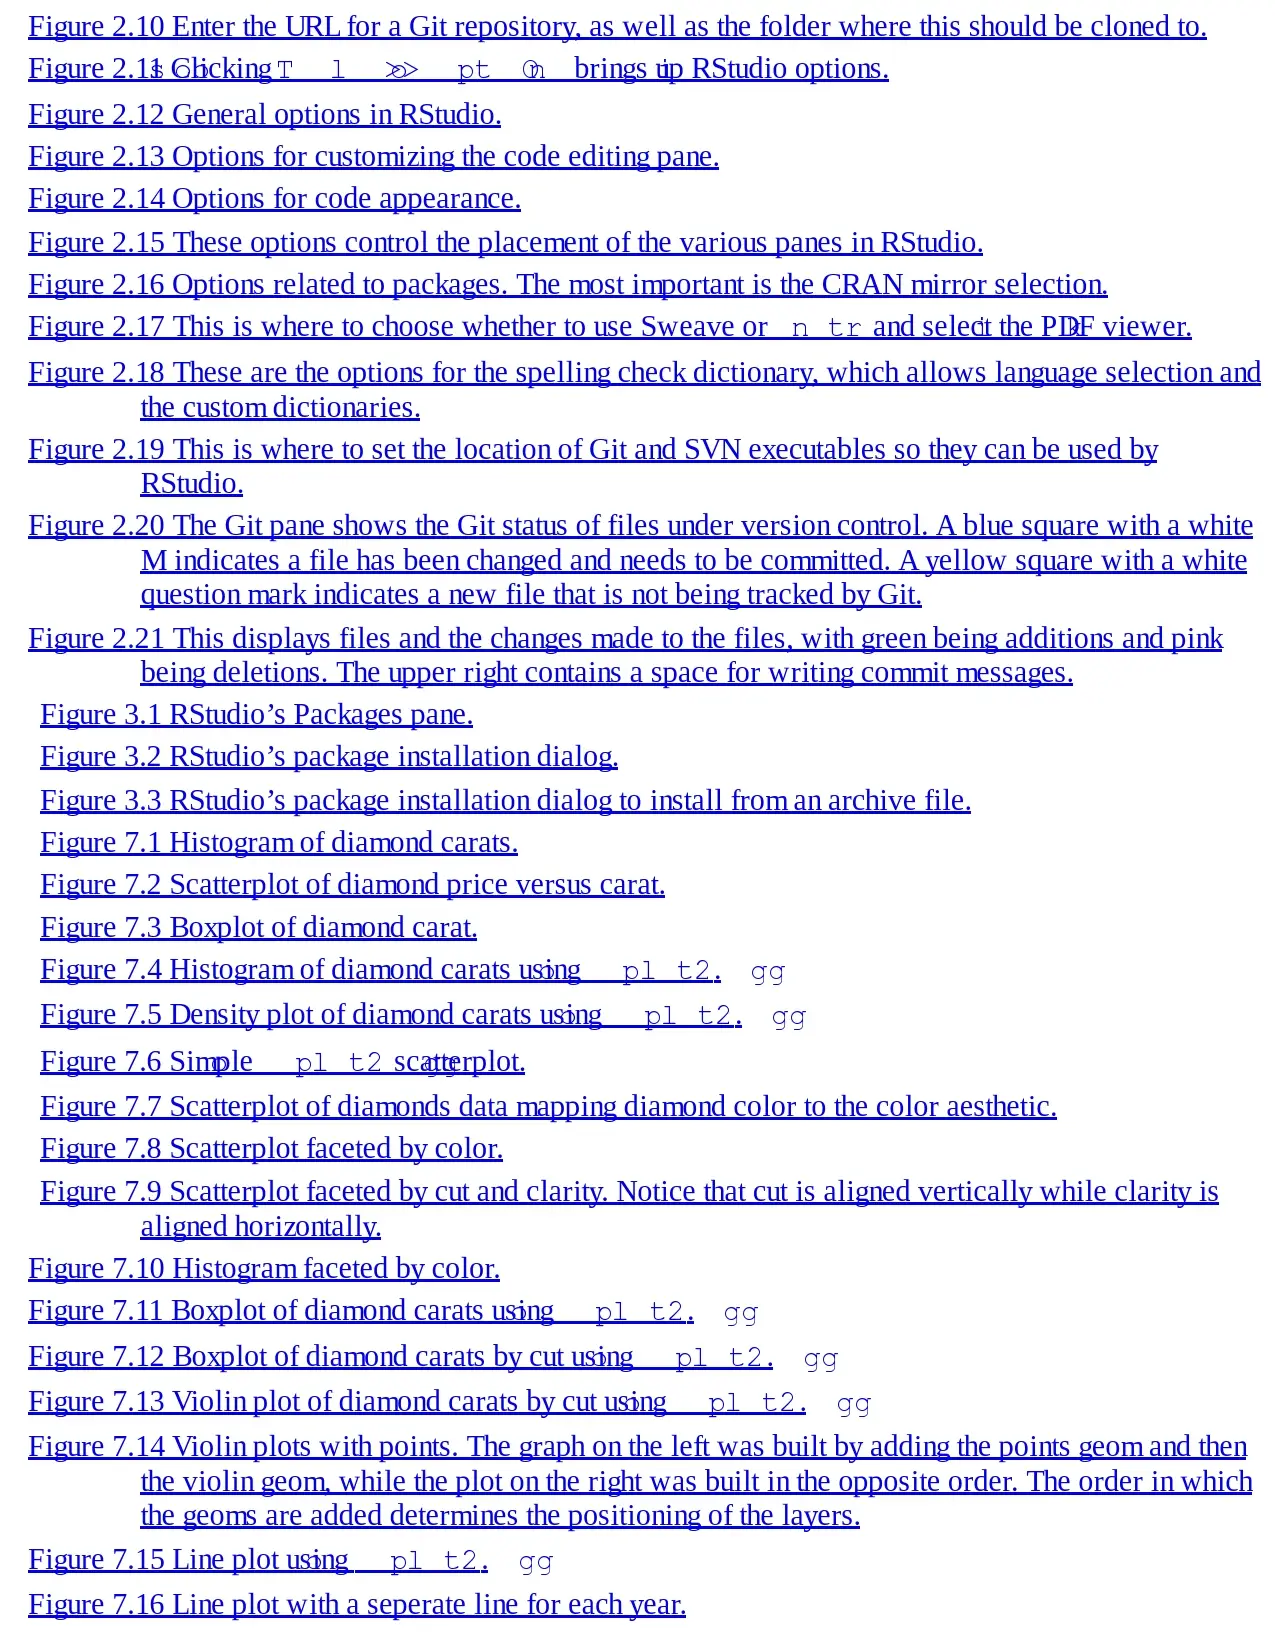 Figure 2.10 Enter the URL for a Git repository, as well as the folder where this should be cloned to.
Figure 2.11 Clicking brings up RStudio options.
Figure 2.12 General options in RStudio.
Figure 2.13 Options for customizing the code editing pane.
Figure 2.14 Options for code appearance.
Figure 2.15 These options control the placement of the various panes in RStudio.
Figure 2.16 Options related to packages. The most important is the CRAN mirror selection.
Figure 2.17 This is where to choose whether to use Sweave or and select the PDF viewer.
Figure 2.18 These are the options for the spelling check dictionary, which allows language selection and
the custom dictionaries.
Figure 2.19 This is where to set the location of Git and SVN executables so they can be used by
RStudio.
Figure 2.20 The Git pane shows the Git status of files under version control. A blue square with a white
M indicates a file has been changed and needs to be committed. A yellow square with a white
question mark indicates a new file that is not being tracked by Git.
Figure 2.21 This displays files and the changes made to the files, with green being additions and pink
being deletions. The upper right contains a space for writing commit messages.
Figure 3.1 RStudio’s Packages pane.
Figure 3.2 RStudio’s package installation dialog.
Figure 3.3 RStudio’s package installation dialog to install from an archive file.
Figure 7.1 Histogram of diamond carats.
Figure 7.2 Scatterplot of diamond price versus carat.
Figure 7.3 Boxplot of diamond carat.
Figure 7.4 Histogram of diamond carats using pl t2. gg
Figure 7.5 Density plot of diamond carats using pl t2. gg
Figure 7.6 Simple pl t2 scatterplot.
Figure 7.7 Scatterplot of diamonds data mapping diamond color to the color aesthetic.
Figure 7.8 Scatterplot faceted by color.
Figure 7.9 Scatterplot faceted by cut and clarity. Notice that cut is aligned vertically while clarity is
aligned horizontally.
Figure 7.10 Histogram faceted by color.
Figure 7.11 Boxplot of diamond carats using pl t2. gg
Figure 7.12 Boxplot of diamond carats by cut using pl t2. gg
Figure 7.13 Violin plot of diamond carats by cut using pl t2. gg
Figure 7.14 Violin plots with points. The graph on the left was built by adding the points geom and then
the violin geom, while the plot on the right was built in the opposite order. The order in which
the geoms are added determines the positioning of the layers.
Figure 7.15 Line plot using pl t2. gg
Figure 7.16 Line plot with a seperate line for each year.